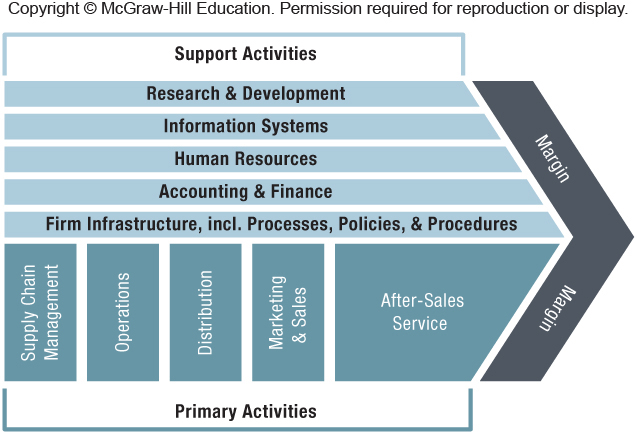 Copyright © McGraw-Hill Education. Permission required for reproduction or display.
Support Activities
Research & Development
Information Systems
Human Resources
Accounting & Finance
Firm Infrastructure, incl. Processes, Policies, & Procedures
Margin
Margin
Supply Chain
Management
Operations
Distribution
Marketing
& Sales
After-Sales
Service
Primary Activities